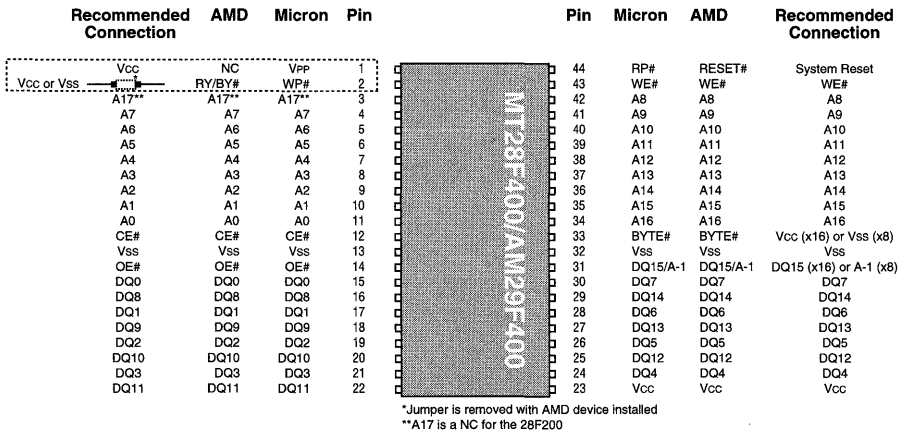 Recommended Connection AMD Micron Pin Pin Micron AMD Recommended Connection
Vcc NC VPP 1 44 RP# RESET# System Reset
Vcc or Vss * RY/BY# WP# 2 43 WE# WE# WE#
A17** A17** A17** 3 42 A8 A8 A8
A7 A7 A7 4 41 A9 A9 A9
A6 A6 A6 5 40 A10 A10 A10
A5 A5 A5 6 39 A11 A11 A11
A4 A4 A4 7 38 A12 A12 A12
A3 A3 A3 8 37 A13 A13 A13
A2 A2 A2 9 36 A14 A14 A14
A1 A1 A1 10 35 A15 A15 A15
A0 A0 A0 11 34 A16 A16 A16
CE# CE# CE# 12 33 BYTE# BYTE# Vcc (x16) or Vss (x8)
Vss Vss Vss 13 32 Vss Vss Vss
OE# OE# OE# 14 31 DQ15/A-1 DQ15/A-1 DQ15 (x16) or A-1 (x8)
DQ0 DQ0 DQ0 15 30 DQ7 DQ7 DQ7
DQ8 DQ8 DQ8 16 29 DQ14 DQ14 DQ14
DQ1 DQ1 DQ1 17 28 DQ6 DQ6 DQ6
DQ9 DQ9 DQ9 18 27 DQ13 DQ13 DQ13
DQ2 DQ2 DQ2 19 26 DQ5 DQ5 DQ5
DQ10 DQ10 DQ10 20 25 DQ12 DQ12 DQ12
DQ3 DQ3 DQ3 21 24 DQ4 DQ4 DQ4
DQ11 DQ11 DQ11 22 23 Vcc Vcc Vcc
MT28F400/AM29F400
*Jumper is removed with AMD device installed
**A17 is a NC for the 28F200